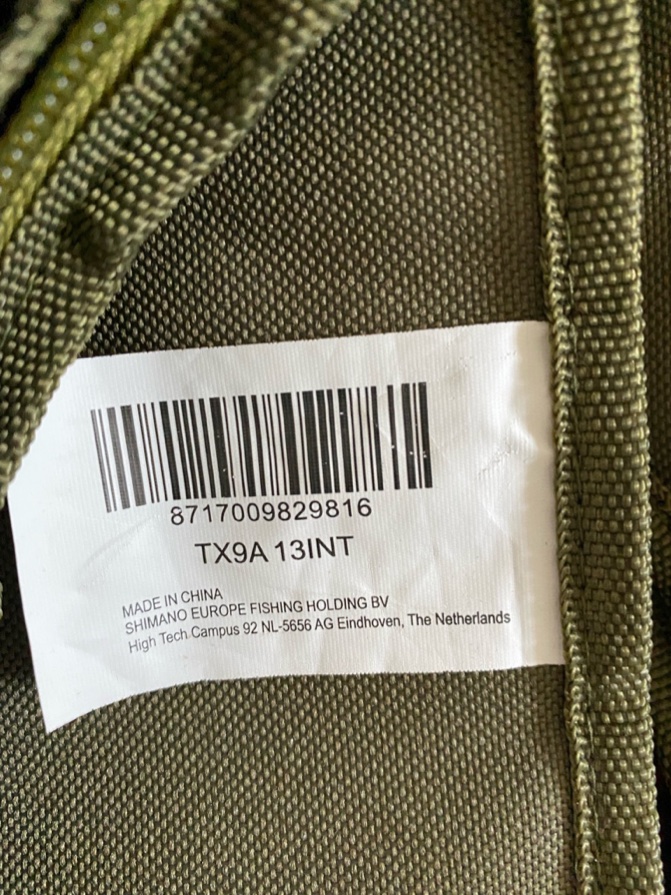 8717009829816
TX9A 13INT
MADE IN CHINA
SHIMANO EUROPE FISHING HOLDING BV
High Tech Campus 92 NL-5656 AG Eindhoven, The Netherlands